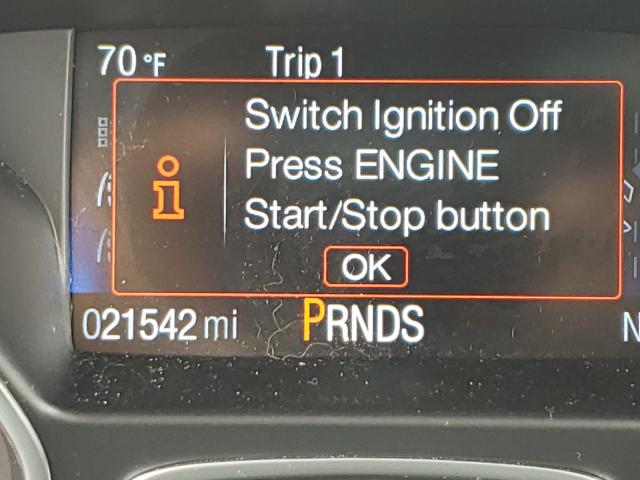 70 °F Trip 1
Switch Ignition Off
Press ENGINE
Start/Stop button
OK
021542 mi PRNDS N